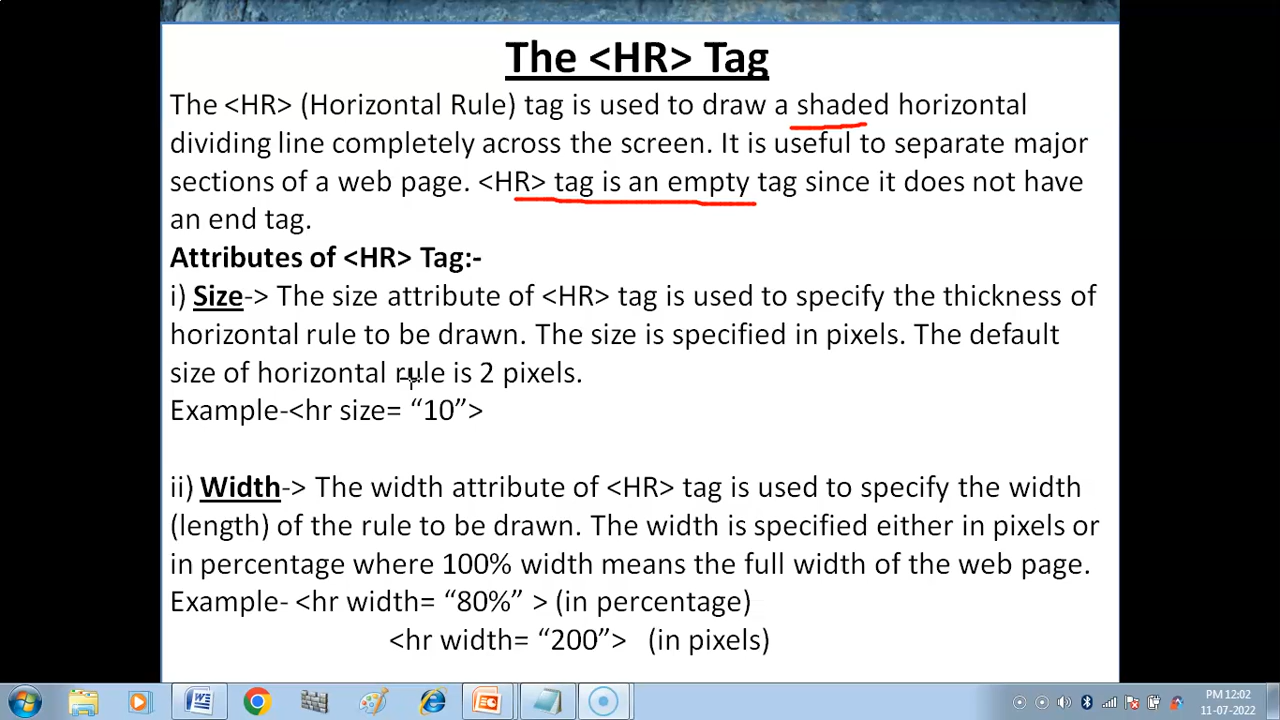 The <HR> Tag
The <HR> (Horizontal Rule) tag is used to draw a shaded horizontal
dividing line completely across the screen. It is useful to separate major
sections of a web page. <HR> tag is an empty tag since it does not have
an end tag.
Attributes of <HR> Tag:-
i) Size-> The size attribute of <HR> tag is used to specify the thickness of
horizontal rule to be drawn. The size is specified in pixels. The default
size of horizontal rule is 2 pixels.
Example-<hr size= “10”>
ii) Width-> The width attribute of <HR> tag is used to specify the width
(length) of the rule to be drawn. The width is specified either in pixels or
in percentage where 100% width means the full width of the web page.
Example- <hr width= “80%” > (in percentage)
<hr width= “200”> (in pixels)
PM 12:02
11-07-2022